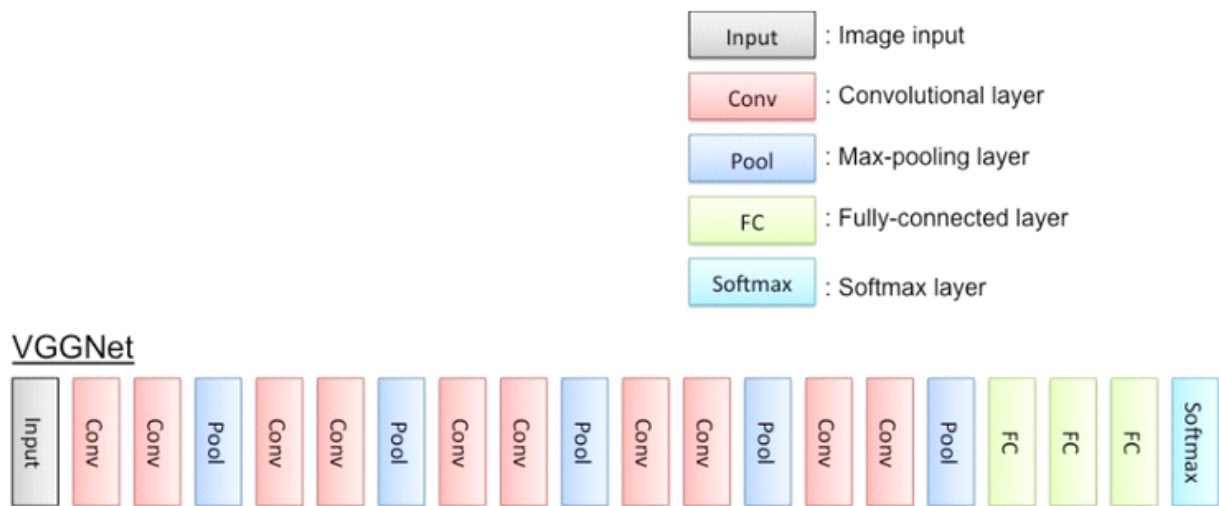 Input : Image input
Conv : Convolutional layer
Pool : Max-pooling layer
FC : Fully-connected layer
Softmax : Softmax layer
VGGNet
Input
Conv
Conv
Pool
Conv
Conv
Pool
Conv
Conv
Pool
Conv
Conv
Pool
Conv
Conv
Pool
FC
FC
FC
Softmax